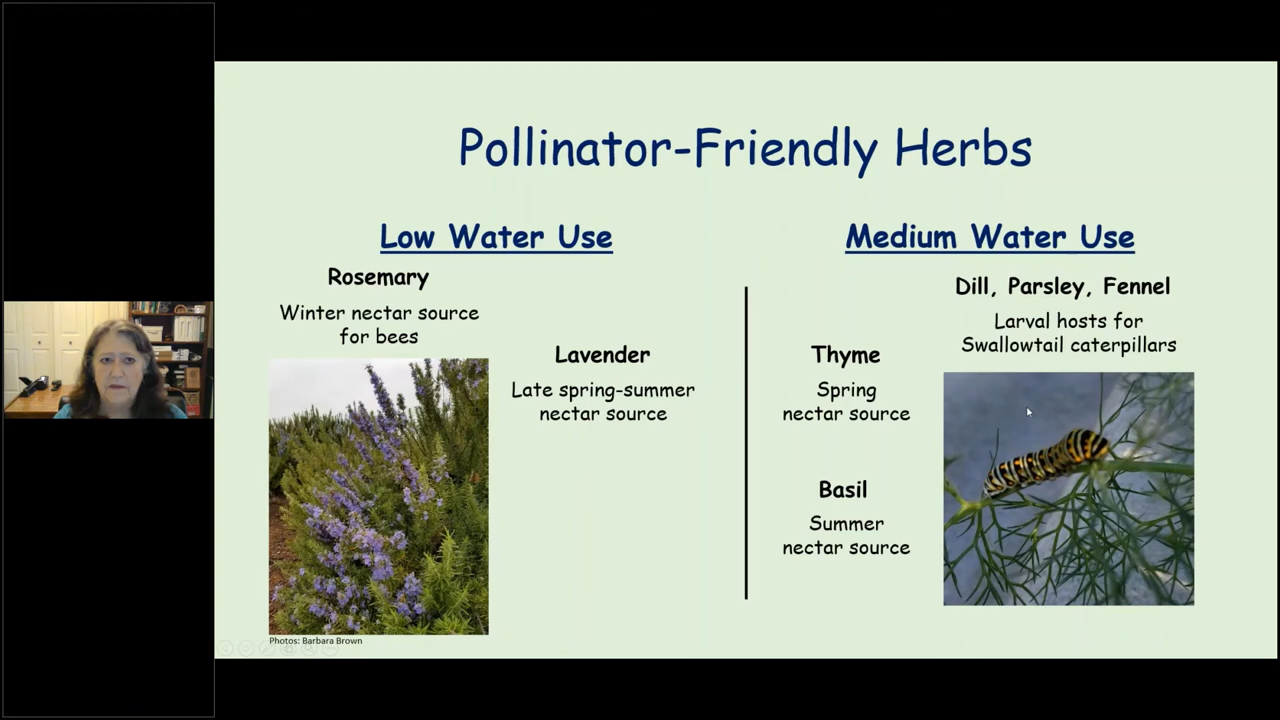 Pollinator-Friendly Herbs
Low Water Use
Rosemary
Winter nectar source
for bees
Lavender
Late spring-summer
nectar source
Photos: Barbara Brown
Medium Water Use
Dill, Parsley, Fennel
Larval hosts for
Swallowtail caterpillars
Thyme
Spring
nectar source
Basil
Summer
nectar source